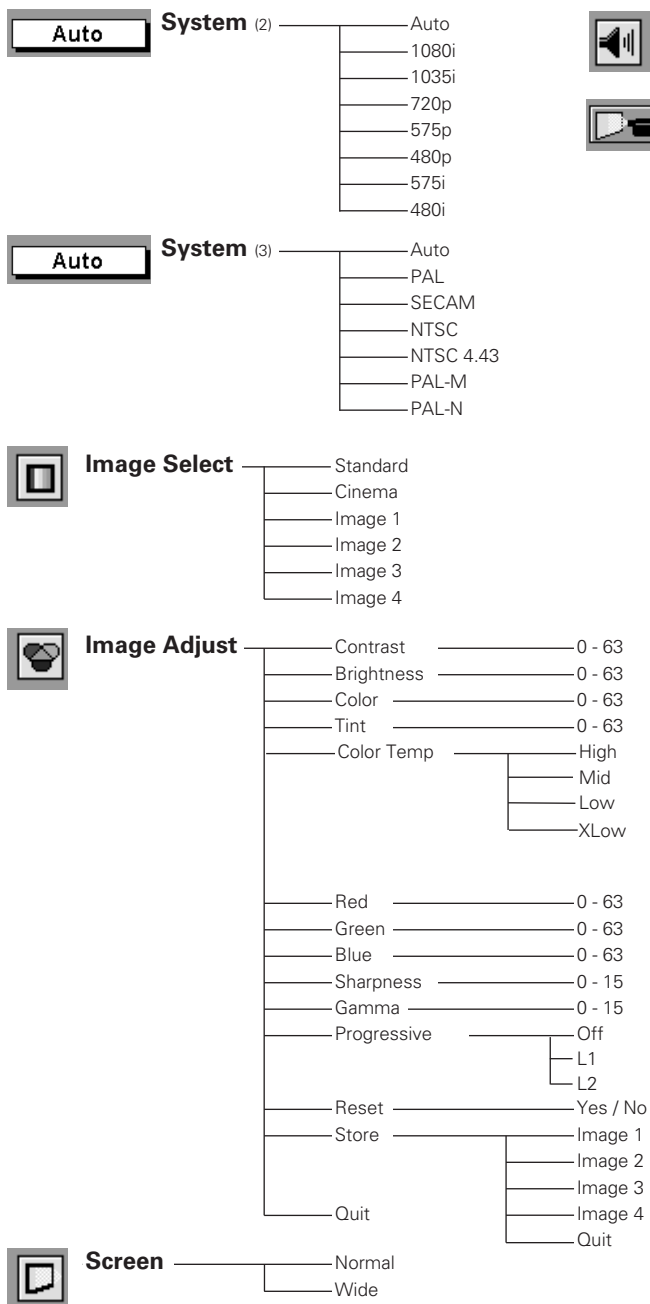 Auto
System (2)
Auto
1080i
1035i
720p
575p
480p
575i
480i
Auto
System (3)
Auto
PAL
SECAM
NTSC
NTSC 4.43
PAL-M
PAL-N
Image Select
Standard
Cinema
Image 1
Image 2
Image 3
Image 4
Image Adjust
Contrast 0 - 63
Brightness 0 - 63
Color 0 - 63
Tint 0 - 63
Color Temp High
Mid
Low
XLow
Red 0 - 63
Green 0 - 63
Blue 0 - 63
Sharpness 0 - 15
Gamma 0 - 15
Progressive Off
L1
L2
Reset Yes / No
Store Image 1
Image 2
Image 3
Quit Image 4
Quit
Screen
Normal
Wide